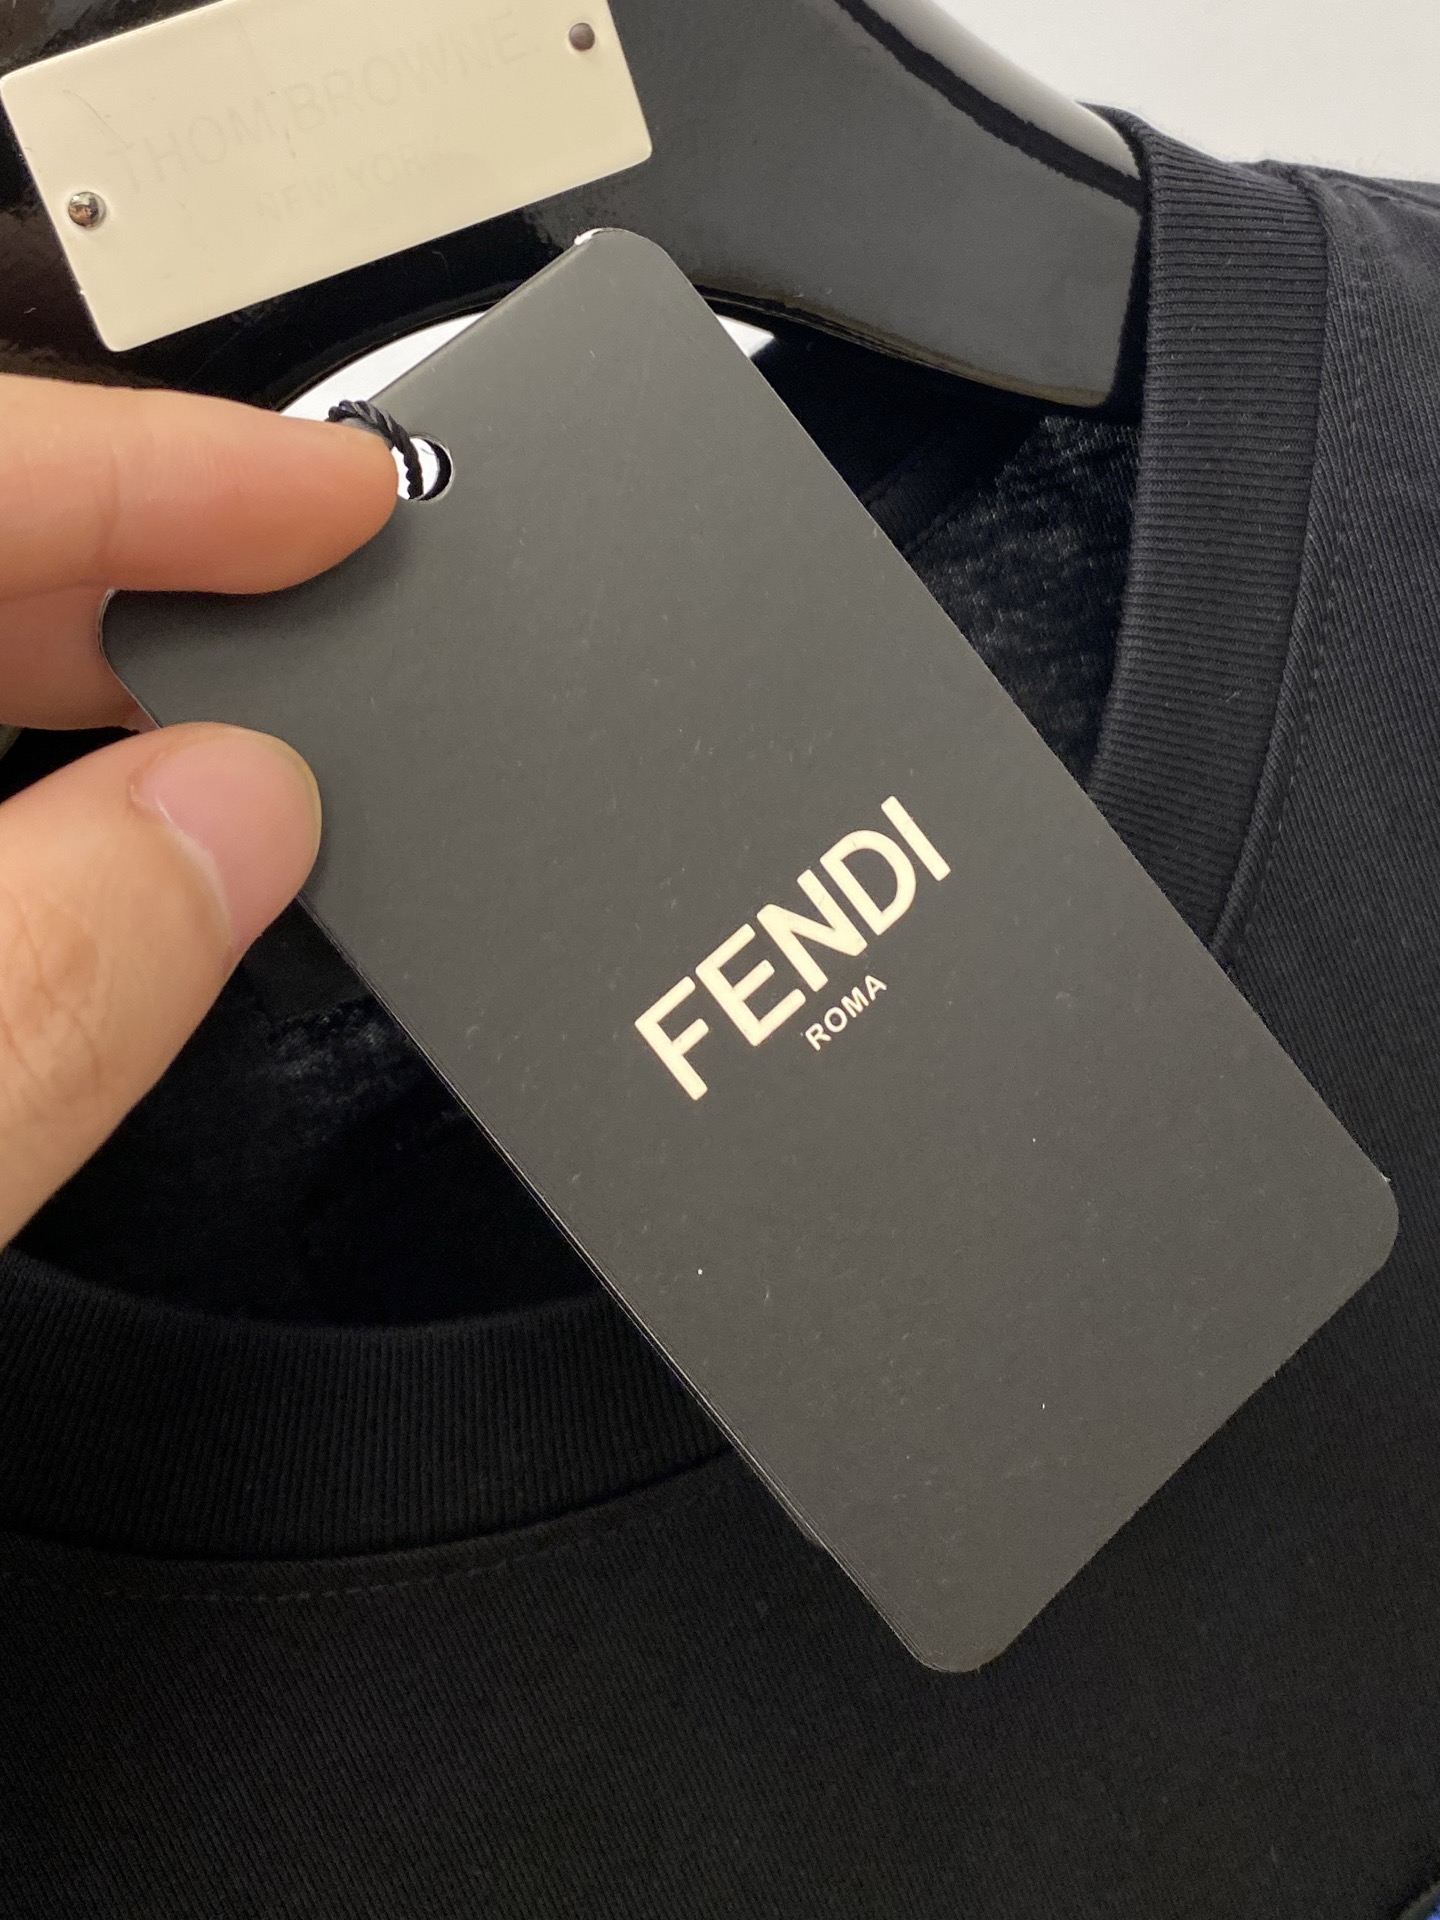 THOM BROWNE.
NEW YORK
FENDI
ROMA